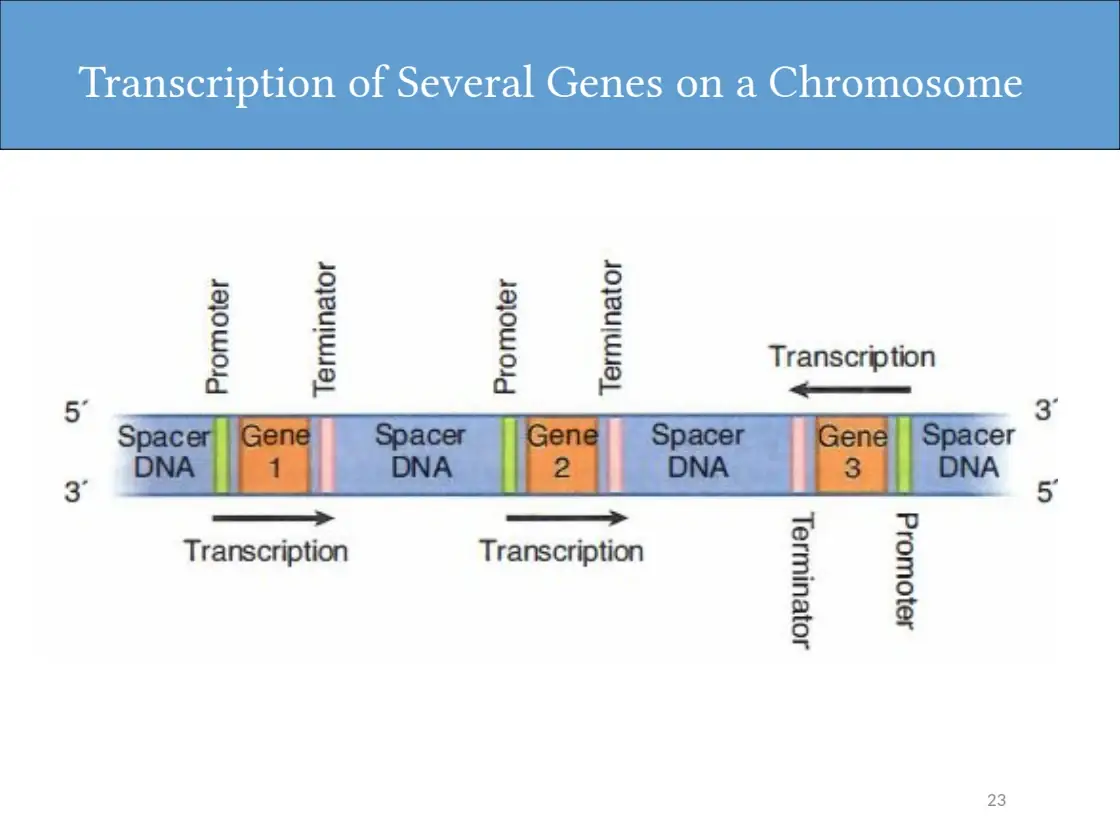 Transcription of Several Genes on a Chromosome
Promoter
Terminator
Promoter
Terminator
Transcription
5´
3´
Spacer
DNA
Gene
1
Spacer
DNA
Gene
2
Spacer
DNA
Gene
3
Spacer
DNA
3´
5´
Transcription
Transcription
Terminator
Promoter
23